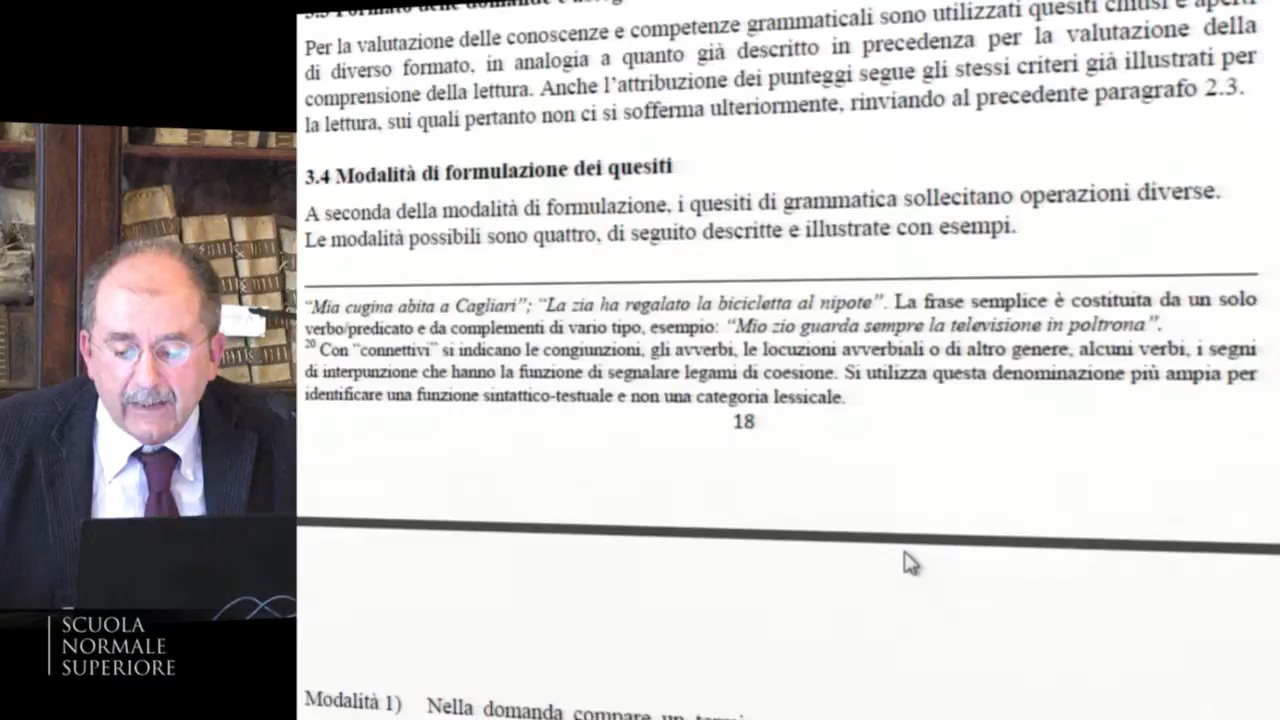 Per la valutazione delle conoscenze e competenze grammaticali sono utilizzati quesiti chiusi e aperti
di diverso formato, in analogia a quanto già descritto in precedenza per la valutazione della
comprensione della lettura. Anche l’attribuzione dei punteggi segue gli stessi criteri già illustrati per
la lettura, sui quali pertanto non ci si sofferma ulteriormente, rinviando al precedente paragrafo 2.3.
3.4 Modalità di formulazione dei quesiti
A seconda della modalità di formulazione, i quesiti di grammatica sollecitano operazioni diverse.
Le modalità possibili sono quattro, di seguito descritte e illustrate con esempi.
“Mia cugina abita a Cagliari”; “La zia ha regalato la bicicletta al nipote”. La frase semplice è costituita da un solo
verbo/predicato e da complementi di vario tipo, esempio: “Mio zio guarda sempre la televisione in poltrona”.
20 Con “connettivi” si indicano le congiunzioni, gli avverbi, le locuzioni avverbiali o di altro genere, alcuni verbi, i segni
di interpunzione che hanno la funzione di segnalare legami di coesione. Si utilizza questa denominazione più ampia per
identificare una funzione sintattico-testuale e non una categoria lessicale.
18
Modalità 1) Nella domanda compare un
SCUOLA
NORMALE
SUPERIORE